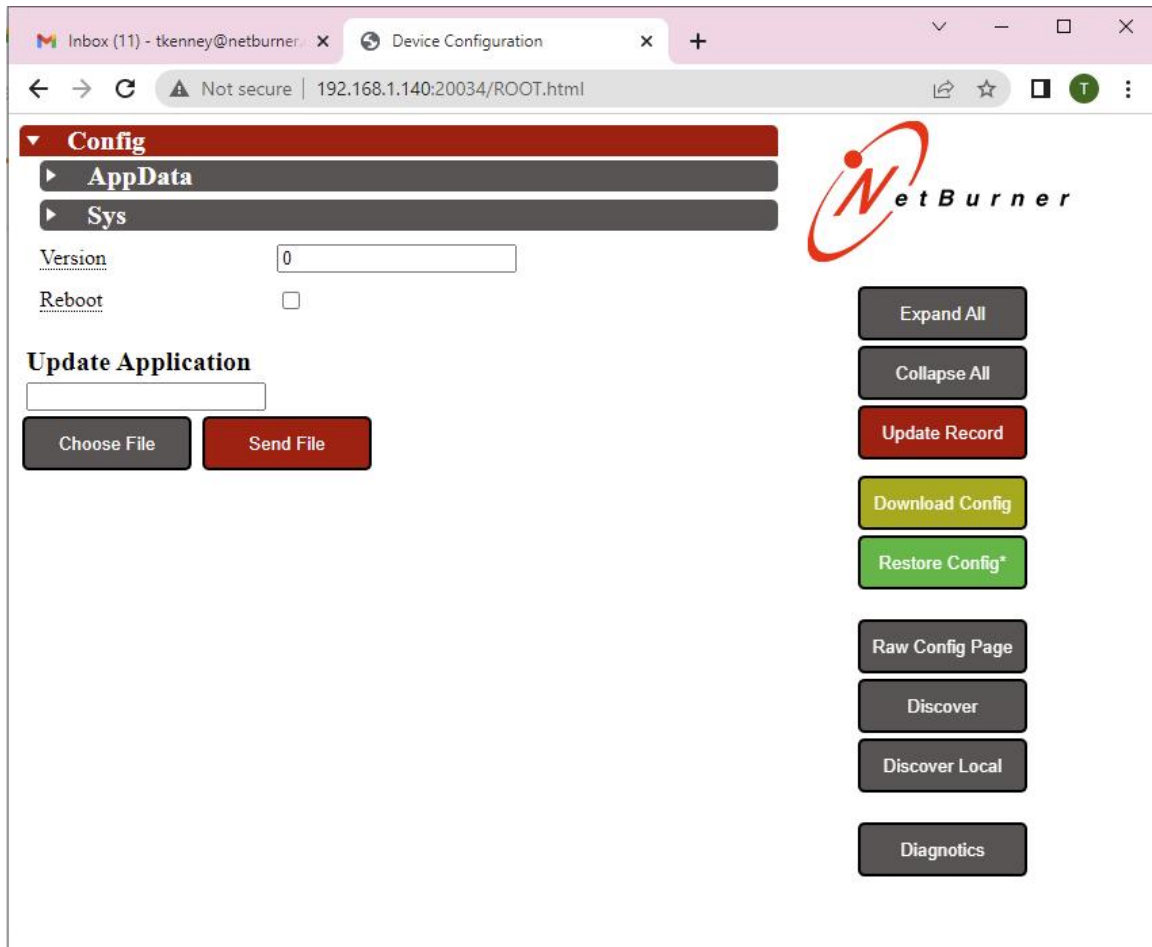 Inbox (11) - tkenney@netburner.
Device Configuration
Not secure | 192.168.1.140:20034/ROOT.html
T
Config
AppData
Sys
Version 0
Reboot
Update Application
Choose File Send File
NetBurner
Expand All
Collapse All
Update Record
Download Config
Restore Config*
Raw Config Page
Discover
Discover Local
Diagnotics